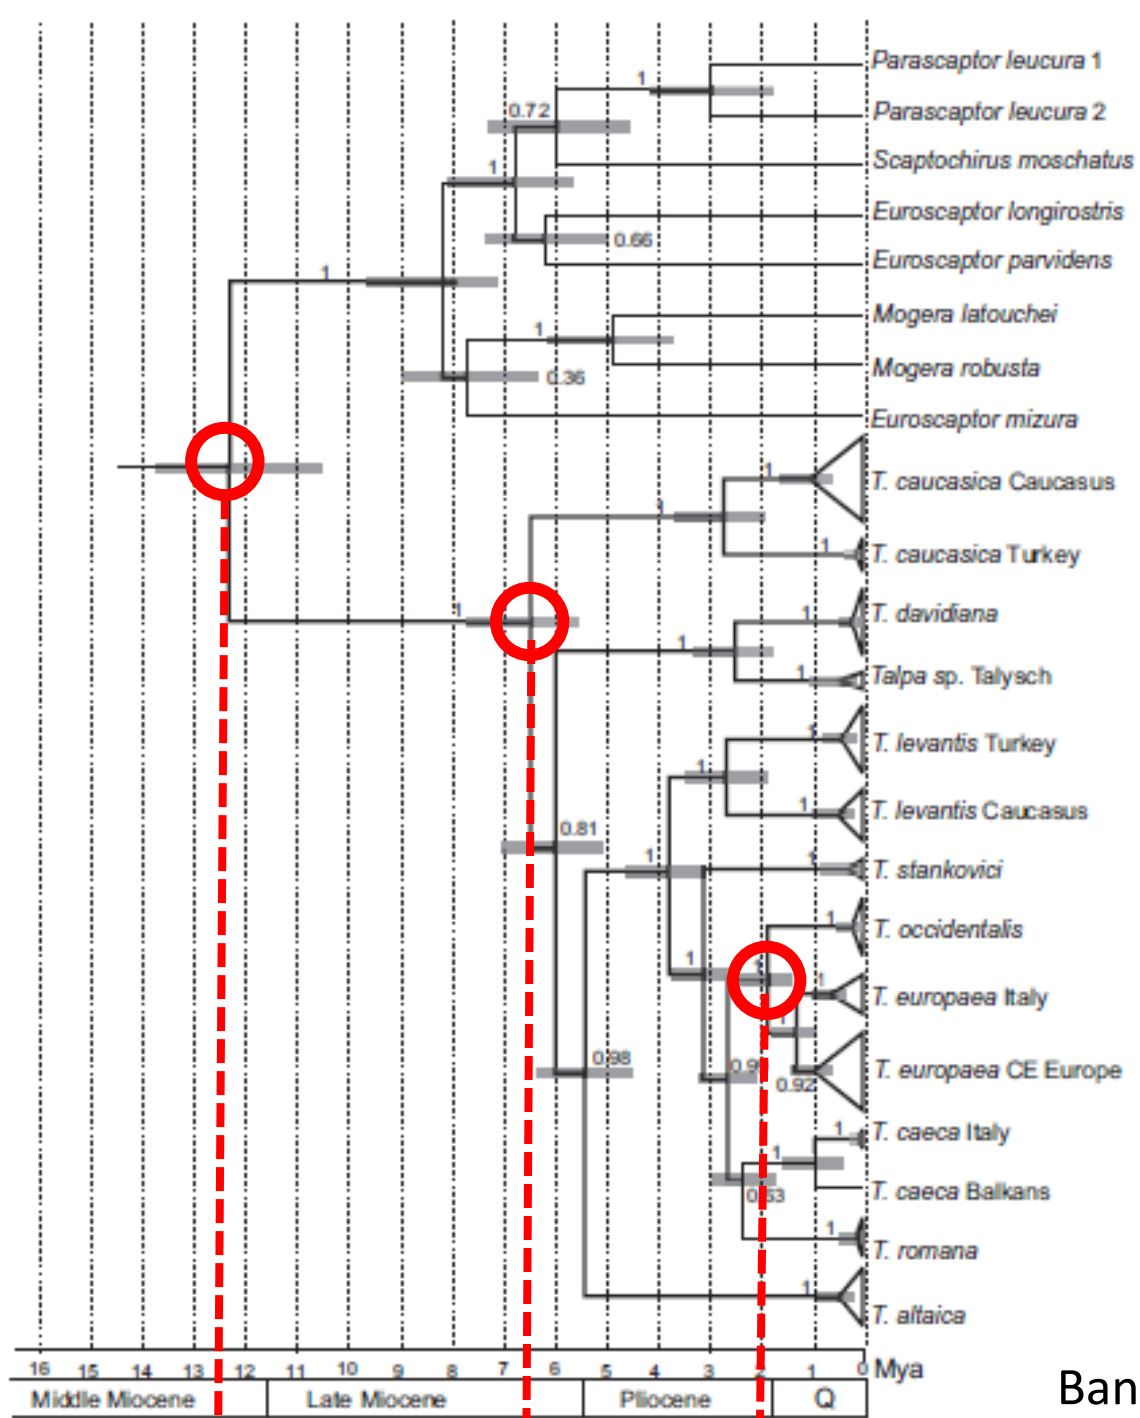 Parascaptor leucura 1
1
Parascaptor leucura 2
0.72
Scaptochirus moschatus
1
Euroscaptor longirostris
0.66
Euroscaptor parvidens
1
Mogera latouchei
1
Mogera robusta
0.36
Euroscaptor mizura
1
T. caucasica Caucasus
1
1
T. caucasica Turkey
1
T. davidiana
1
1
Talpa sp. Talysch
1
T. levantis Turkey
1
1
T. levantis Caucasus
1
0.81
1
T. stankovici
1
T. occidentalis
1
1
1
T. europaea Italy
1
1
0.98
T. europaea CE Europe
0.92
T. caeca Italy
1
1
T. caeca Balkans
T. romana
1
T. altaica
1
16 15 14 13 12 11 10 9 8 7 6 5 4 3 2 1 0 Mya
Middle Miocene Late Miocene Pliocene Q
Ban